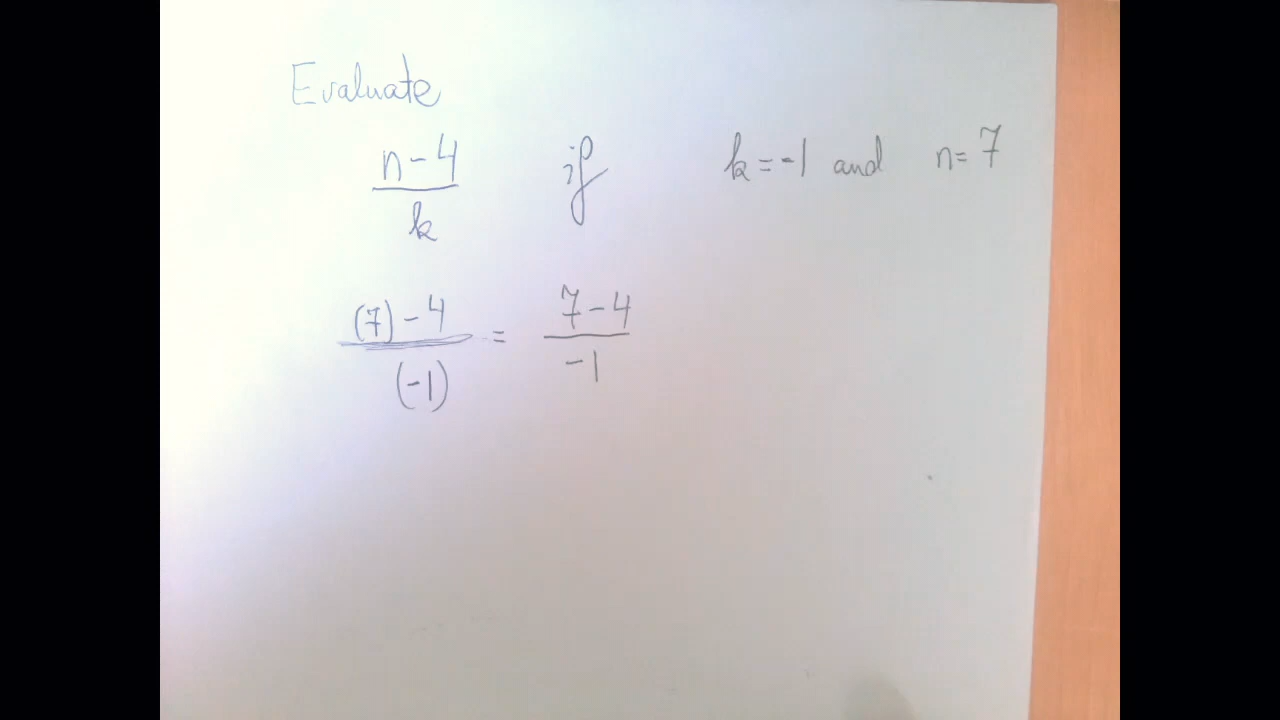 Evaluate
n-4/k if k=-1 and n=7
(7)-4/(-1) = 7-4/-1